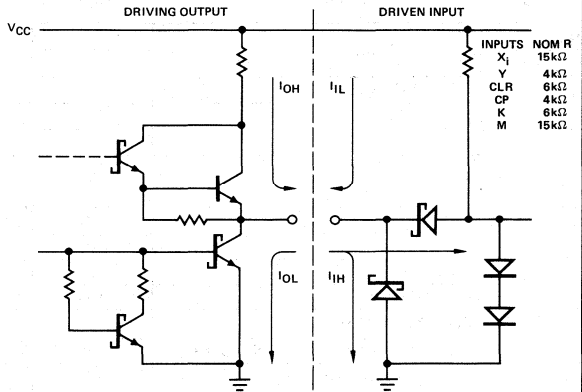 DRIVING OUTPUT
DRIVEN INPUT
VCC
INPUTS NOM R
Xi 15kΩ
Y 4kΩ
CLR 6kΩ
CP 4kΩ
K 6kΩ
M 15kΩ
IOH
IIL
IOL
IIH